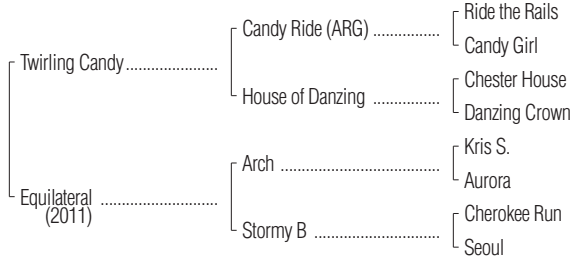 Ride the Rails
Candy Ride (ARG) ................
Candy Girl
Twirling Candy ......................
Chester House
House of Danzing ................
Danzing Crown
Kris S.
Arch ......................................
Aurora
Equilateral ...........................
(2011)
Cherokee Run
Stormy B ..............................
Seoul